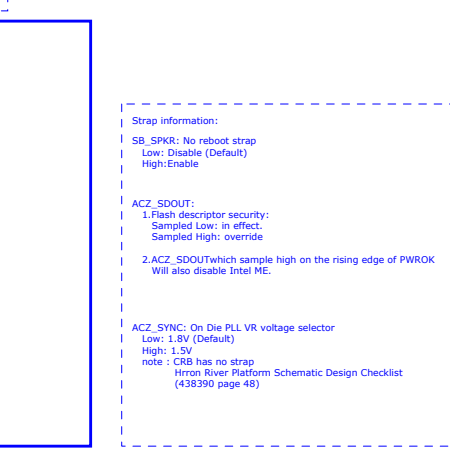 Strap information:
SB_SPKR: No reboot strap
Low: Disable (Default)
High:Enable
ACZ_SDOUT:
1.Flash descriptor security:
Sampled Low: in effect.
Sampled High: override
2.ACZ_SDOUTwhich sample high on the rising edge of PWROK
Will also disable Intel ME.
ACZ_SYNC: On Die PLL VR voltage selector
Low: 1.8V (Default)
High: 1.5V
note : CRB has no strap
Hrron River Platform Schematic Design Checklist
(438390 page 48)